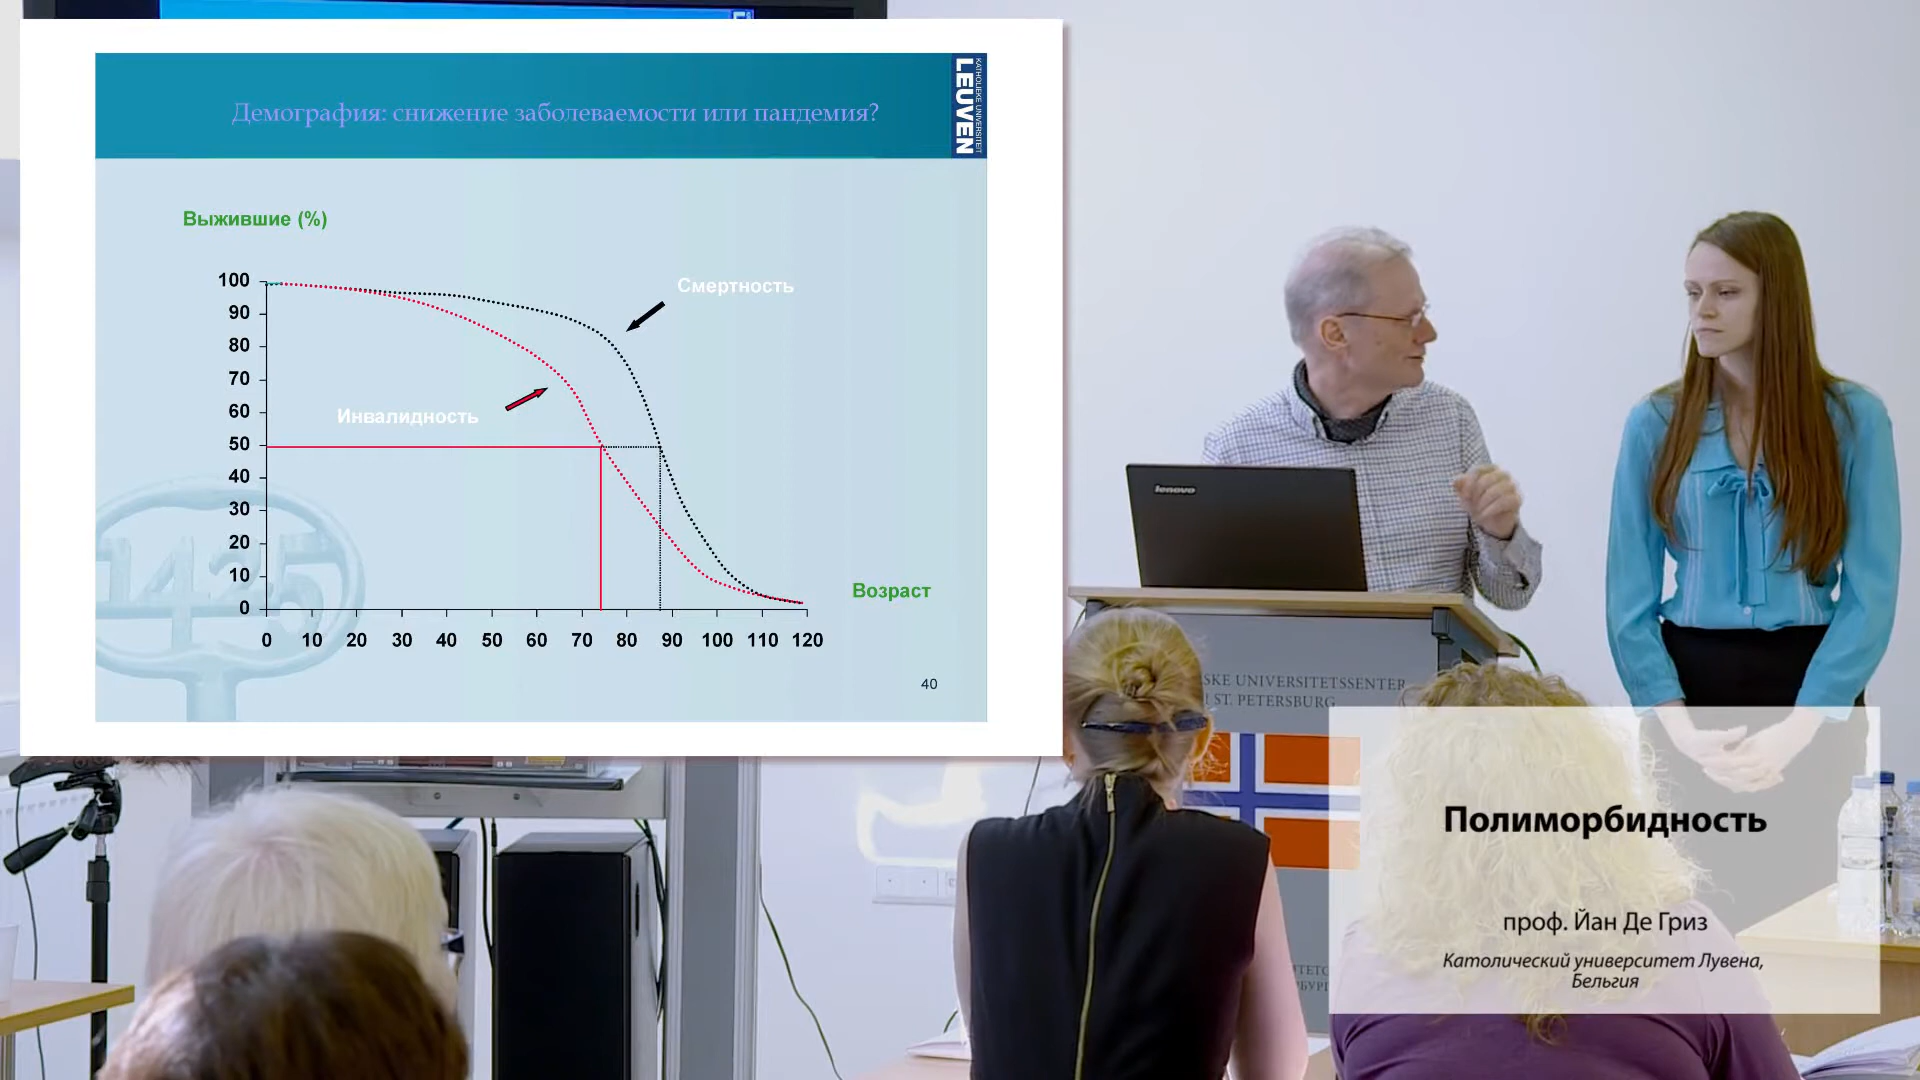 Демография: снижение заболеваемости или пандемия?
KATHOLIEKE UNIVERSITEIT
LEUVEN
Выжившие (%)
Смертность
Инвалидность
100
90
80
70
60
50
40
30
20
10
0
0 10 20 30 40 50 60 70 80 90 100 110 120
Возраст
1425
40
lenovo
UNIVERSITETSSENTER
I ST. PETERSBURG
Полиморбидность
проф. Йан Де Гриз
Католический университет Лувена,
Бельгия